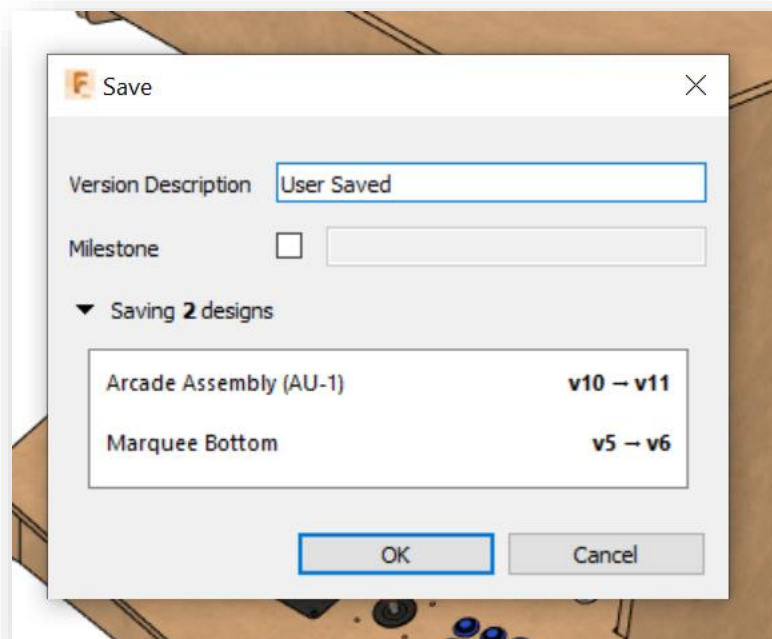 Save
Version Description User Saved
Milestone
Saving 2 designs
Arcade Assembly (AU-1) v10 → v11
Marquee Bottom v5 → v6
OK Cancel